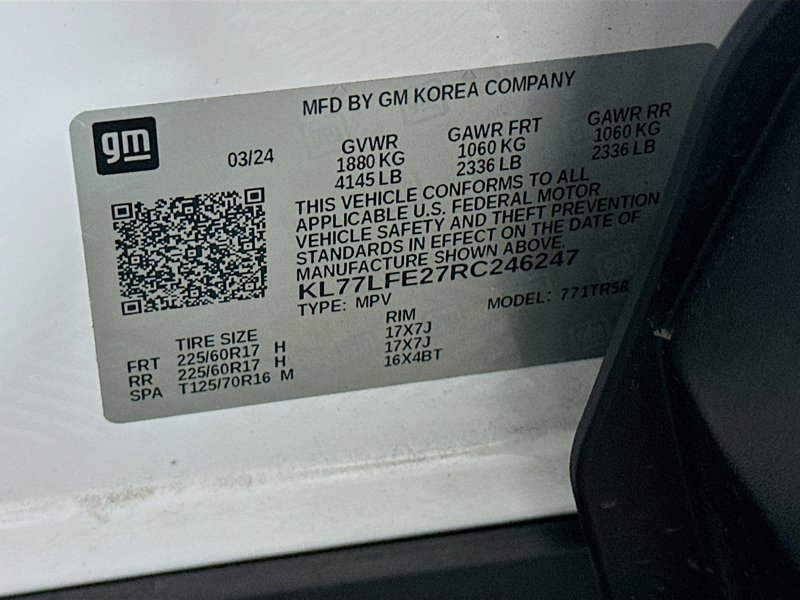 MFD BY GM KOREA COMPANY
gm
03/24
GVWR GAWR FRT GAWR RR
1880 KG 1060 KG 1060 KG
4145 LB 2336 LB 2336 LB
THIS VEHICLE CONFORMS TO ALL
APPLICABLE U.S. FEDERAL MOTOR
VEHICLE SAFETY AND THEFT PREVENTION
STANDARDS IN EFFECT ON THE DATE OF
MANUFACTURE SHOWN ABOVE.
KL77LFE27RC246247
TYPE: MPV MODEL: 771TR58
TIRE SIZE RIM
FRT 225/60R17 H 17X7J
RR 225/60R17 H 17X7J
SPA T125/70R16 M 16X4BT